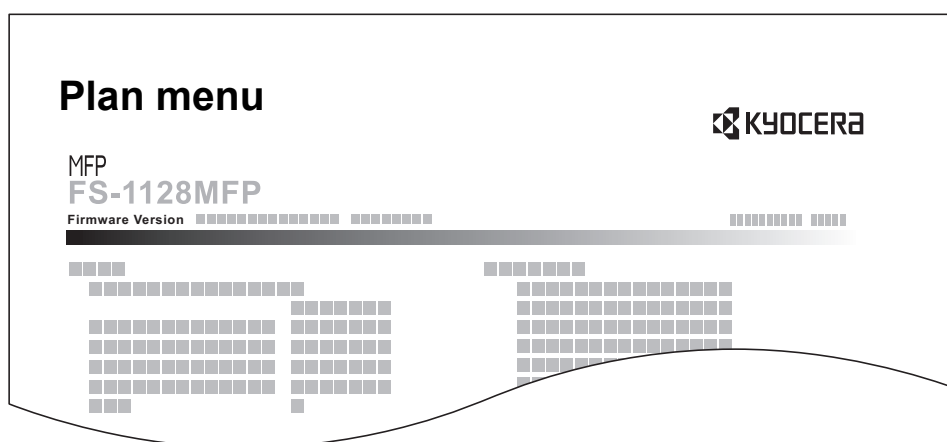 Plan menu
KYOCERA
MFP
FS-1128MFP
Firmware Version